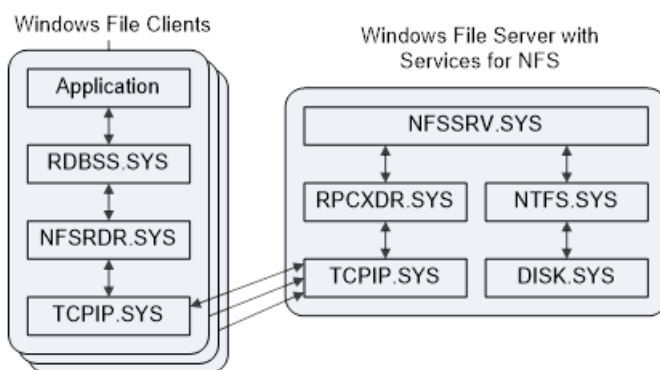 Windows File Clients
Application
RDBSS.SYS
NFSRDR.SYS
TCPIP.SYS
Windows File Server with
Services for NFS
NFSSRV.SYS
RPCXDR.SYS
NTFS.SYS
TCPIP.SYS
DISK.SYS